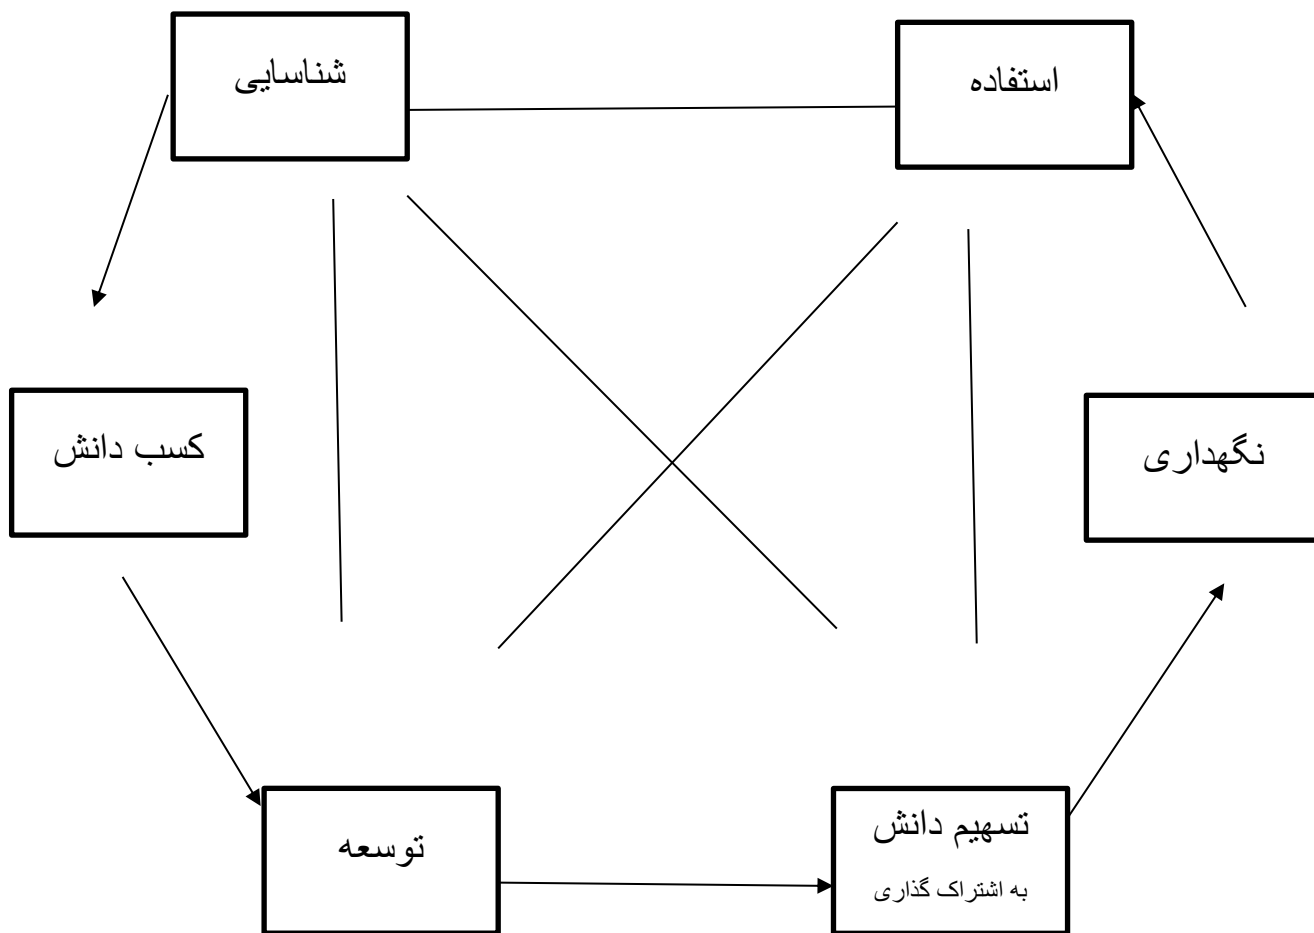 استفاده
شناسایی
نگهداری
کسب دانش
تسهیم دانش
به اشتراک گذاری
توسعه